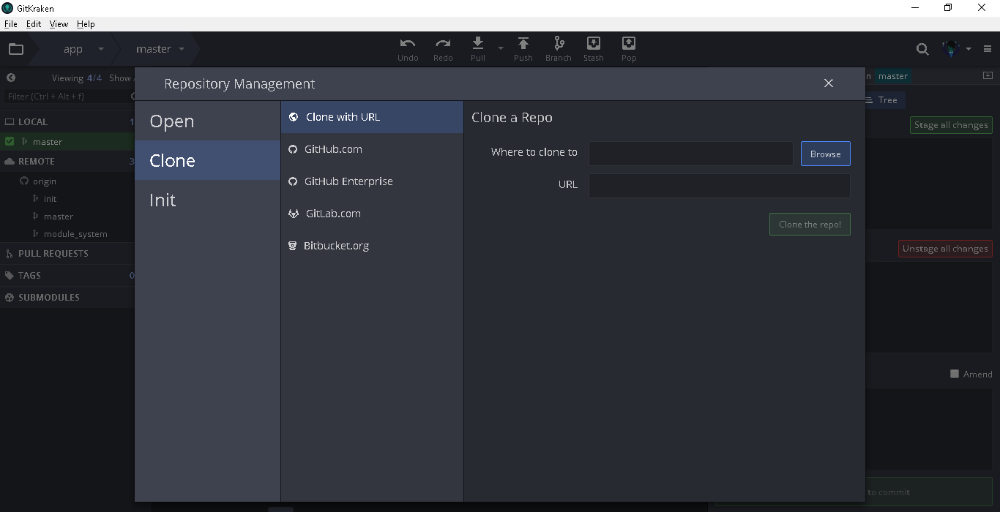 GitKraken
File Edit View Help
app master
Undo Redo Pull Push Branch Stash Pop
Viewing 4/4 Show
Filter (Ctrl + Alt + f)
LOCAL 1
master
REMOTE 3
origin
init
master
module_system
PULL REQUESTS
TAGS 0
SUBMODULES
Repository Management
Open
Clone
Init
Clone with URL
GitHub.com
GitHub Enterprise
GitLab.com
Bitbucket.org
Clone a Repo
Where to clone to
Browse
URL
Clone the repo!
master
Tree
Stage all changes
Unstage all changes
Amend
to commit